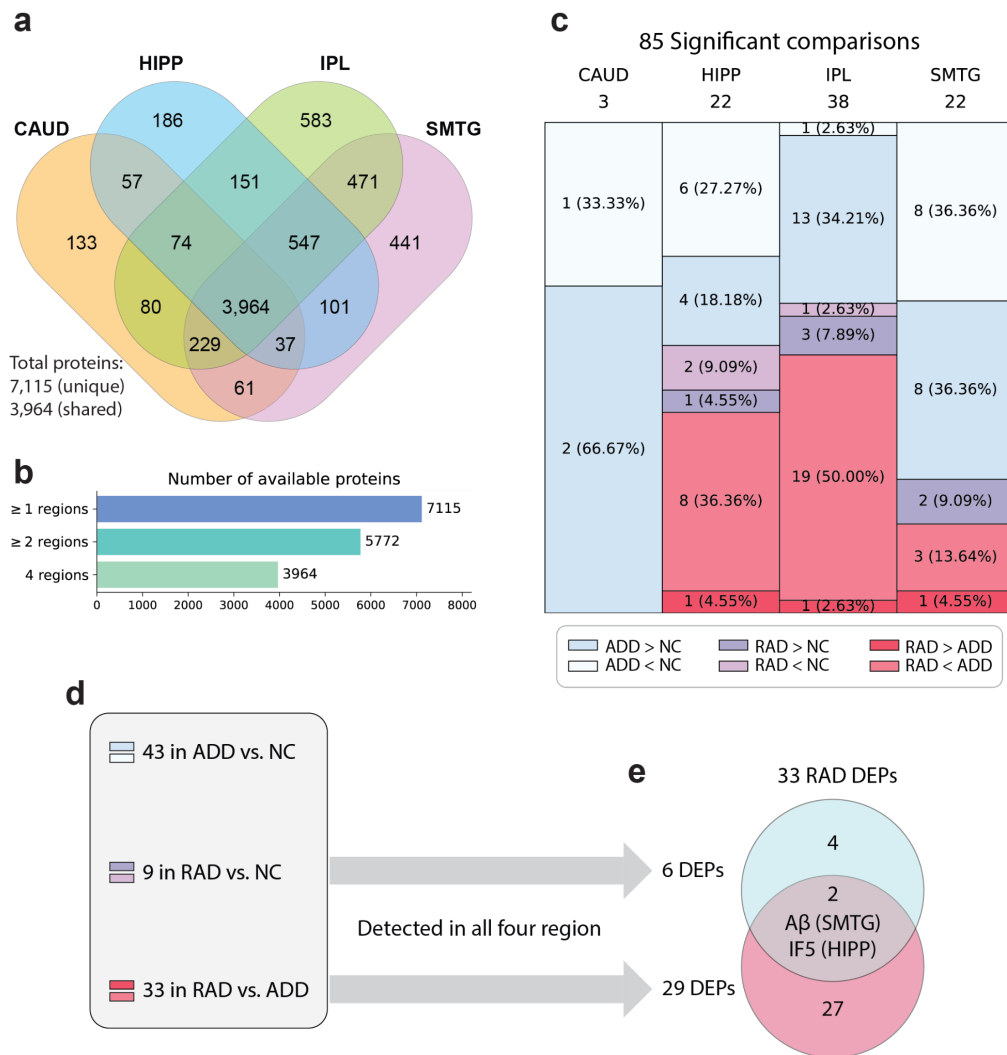 a
HIPP
IPL
CAUD
SMTG
186
583
57
151
471
133
74
547
441
80
3,964
101
229
37
61
Total proteins:
7,115 (unique)
3,964 (shared)
b
Number of available proteins
≥ 1 regions
7115
≥ 2 regions
5772
4 regions
3964
0 1000 2000 3000 4000 5000 6000 7000 8000
c
85 Significant comparisons
CAUD HIPP IPL SMTG
3 22 38 22
1 (33.33%)
2 (66.67%)
6 (27.27%)
4 (18.18%)
2 (9.09%)
1 (4.55%)
8 (36.36%)
1 (4.55%)
1 (2.63%)
13 (34.21%)
1 (2.63%)
3 (7.89%)
19 (50.00%)
1 (2.63%)
8 (36.36%)
8 (36.36%)
2 (9.09%)
3 (13.64%)
1 (4.55%)
ADD > NC RAD > NC RAD > ADD
ADD < NC RAD < NC RAD < ADD
d
43 in ADD vs. NC
9 in RAD vs. NC
33 in RAD vs. ADD
Detected in all four region
6 DEPs
29 DEPs
e
33 RAD DEPs
4
2
Aβ (SMTG)
IF5 (HIPP)
27